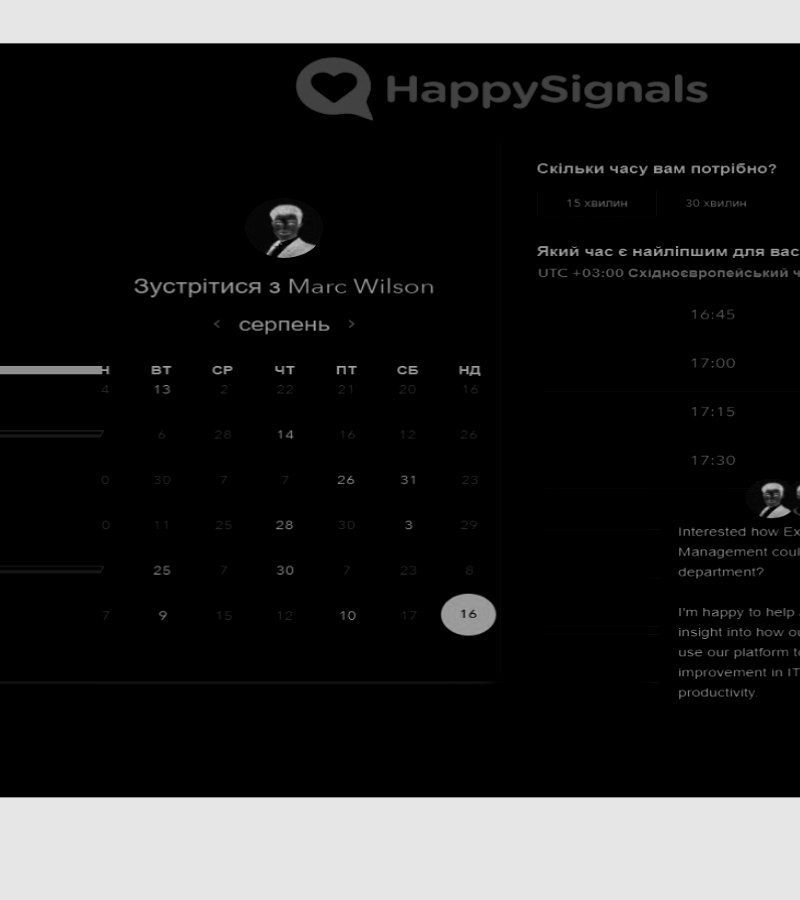 HappySignals
Зустрітися з Marc Wilson
‹ серпень ›
Н ВТ СР ЧТ ПТ СБ НД
4 13 2 22 21 20 16
6 28 14 16 12 26
0 30 7 7 26 31 23
0 11 25 28 30 3 29
25 7 30 7 23 8
7 9 15 12 10 17 16
Скільки часу вам потрібно?
15 хвилин 30 хвилин
Який час є найліпшим для вас
UTC +03:00 Східноєвропейський ч
16:45
17:00
17:15
17:30
Interested how Ex
Management coul
department?
I'm happy to help
insight into how ou
use our platform to
improvement in IT
productivity.